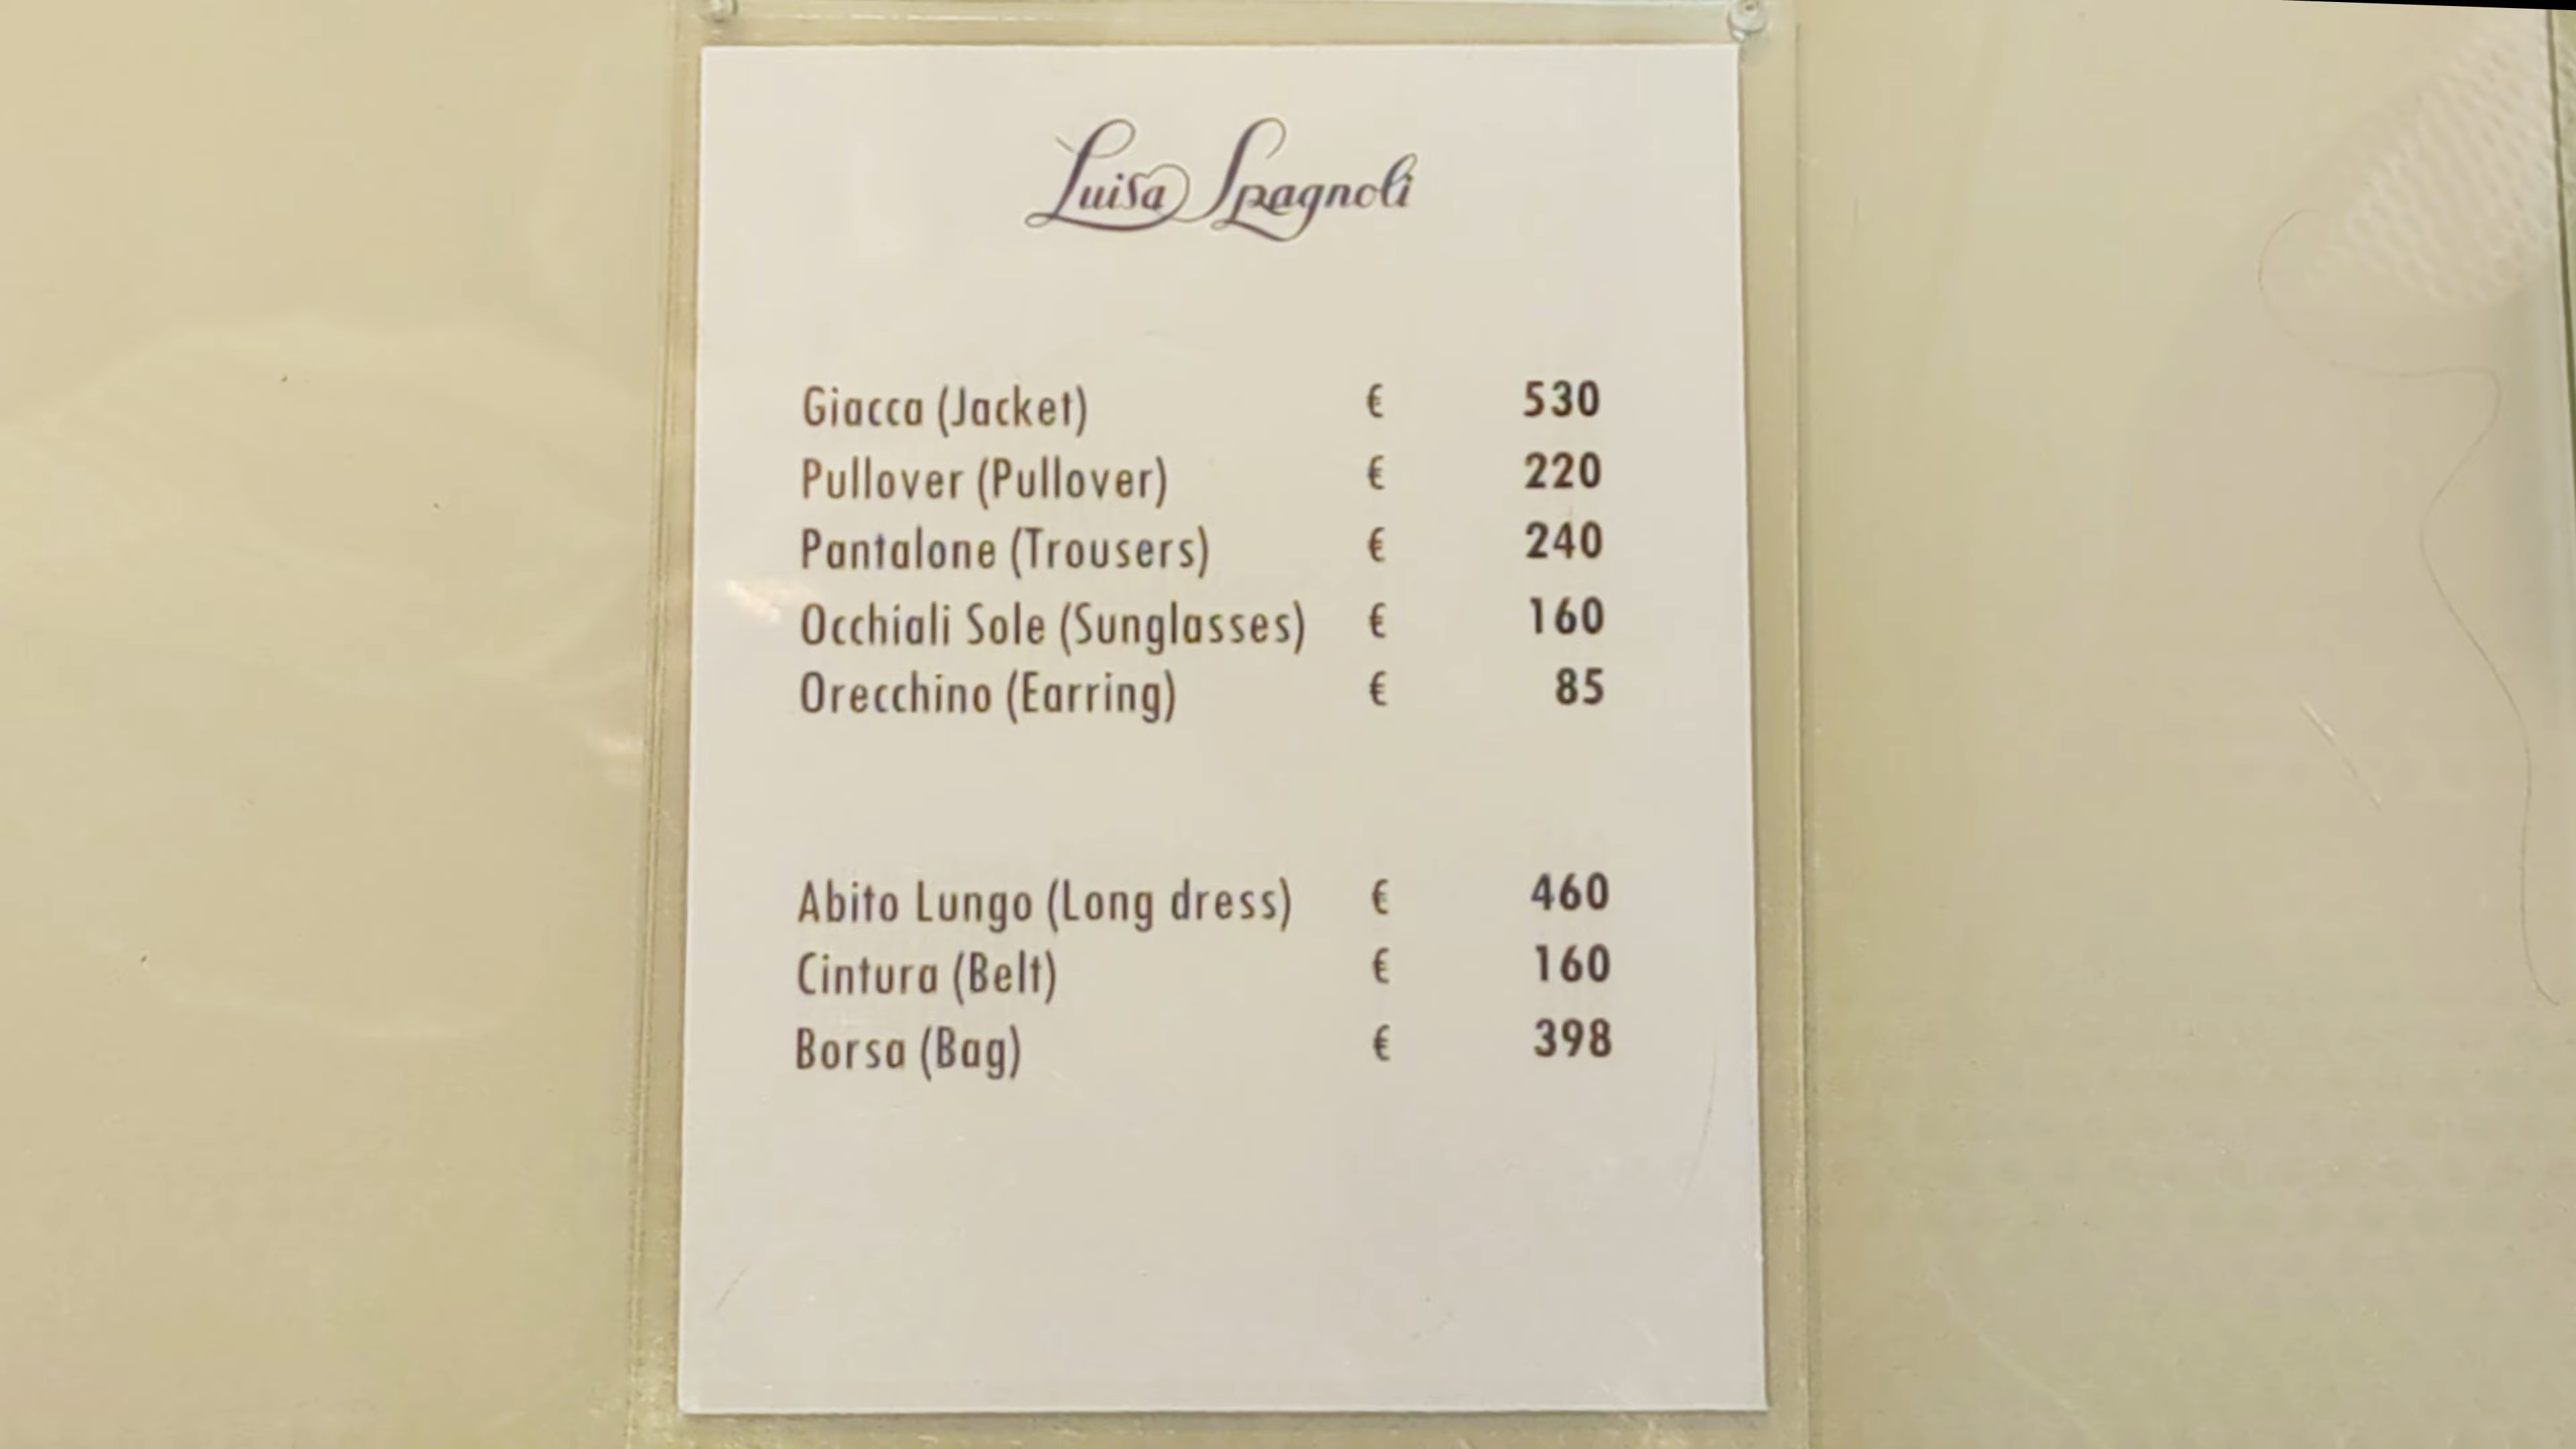 Luisa Spagnoli
Giacca (Jacket) € 530
Pullover (Pullover) € 220
Pantalone (Trousers) € 240
Occhiali Sole (Sunglasses) € 160
Orecchino (Earring) € 85
Abito Lungo (Long dress) € 460
Cintura (Belt) € 160
Borsa (Bag) € 398